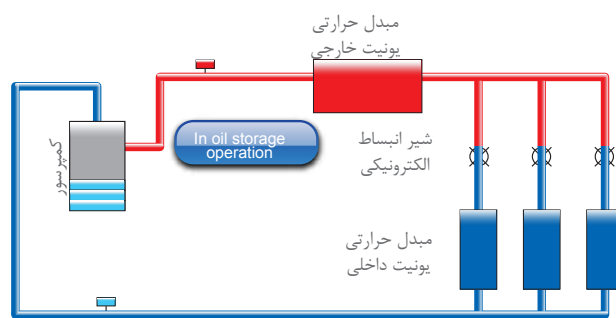 مبدل حرارتی
یونیت خارجی
In oil storage
operation
کمپرسور
شیر انبساط
الکترونیکی
مبدل حرارتی
یونیت داخلی